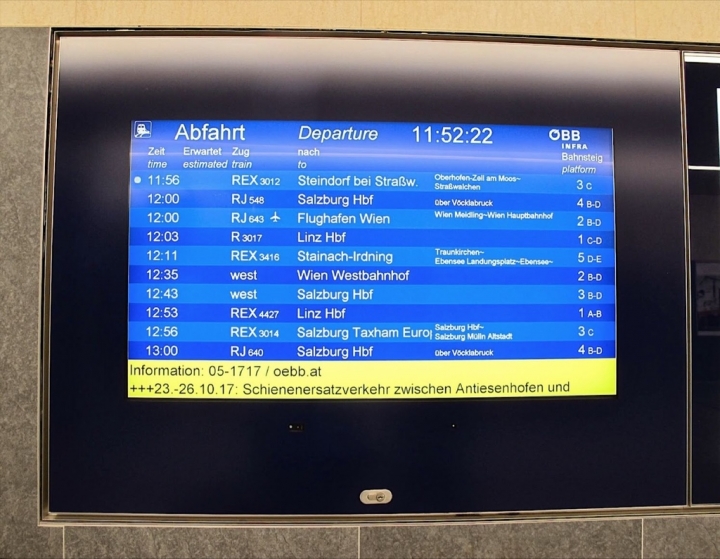 Abfahrt Departure 11:52:22 ÖBB
INFRA
Zeit Erwartet Zug nach Bahnsteig
time estimated train to platform
11:56 REX 3012 Steindorf bei Straßw. Oberhofen-Zell am Moos~ Straßwalchen 3 C
12:00 RJ 548 Salzburg Hbf über Vöcklabruck 4 B-D
12:00 RJ 643 Flughafen Wien Wien Meidling~Wien Hauptbahnhof 2 B-D
12:03 R 3017 Linz Hbf 1 C-D
12:11 REX 3416 Stainach-Irdning Traunkirchen~ Ebensee Landungsplatz~Ebensee~ 5 D-E
12:35 west Wien Westbahnhof 2 B-D
12:43 west Salzburg Hbf 3 B-D
12:53 REX 4427 Linz Hbf 1 A-B
12:56 REX 3014 Salzburg Taxham Euro Salzburg Hbf~ Salzburg Mülln Altstadt 3 C
13:00 RJ 640 Salzburg Hbf über Vöcklabruck 4 B-D
Information: 05-1717 / oebb.at
+++23.-26.10.17: Schienenersatzverkehr zwischen Antiesenhofen und